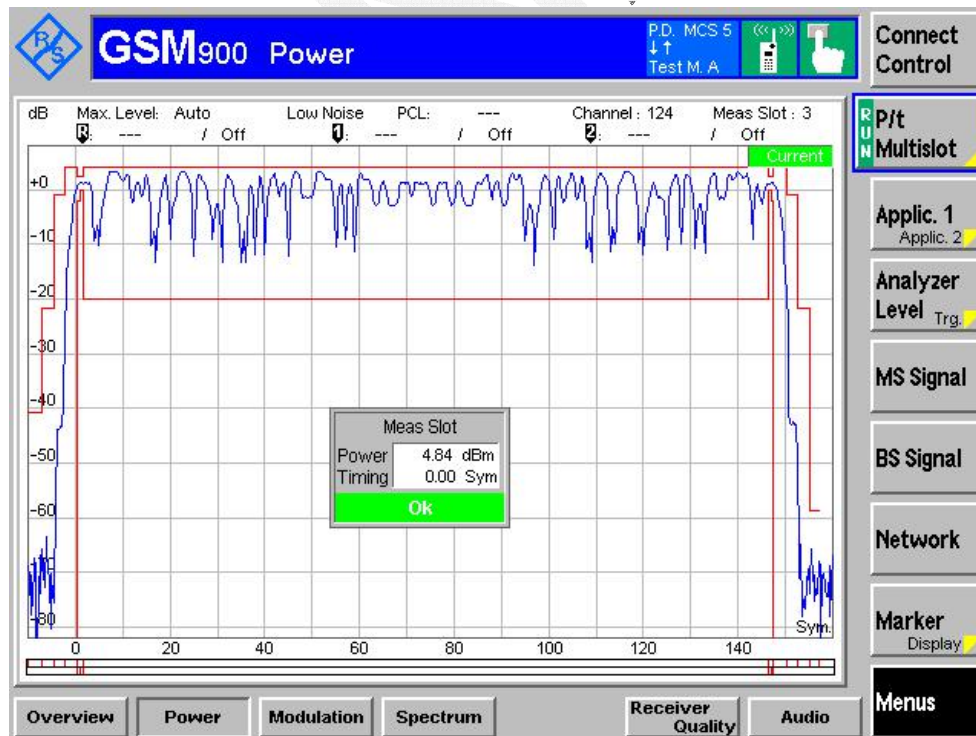 R/S
GSM900 Power
P.D. MCS 5
↓↑
Test M. A
Connect Control
dB Max. Level: Auto Low Noise PCL: --- Channel : 124 Meas Slot : 3
R: --- / Off 1: --- / Off 2: --- / Off
Current
RUN
P/t Multislot
+0
-10
-20
-30
-40
-50
-60
-80
Applic. 1
Applic. 2
Analyzer
Level Trg.
MS Signal
BS Signal
Network
Marker
Display
Menus
Meas Slot
Power 4.84 dBm
Timing 0.00 Sym
Ok
Sym.
0 20 40 60 80 100 120 140
Overview Power Modulation Spectrum Receiver Quality Audio